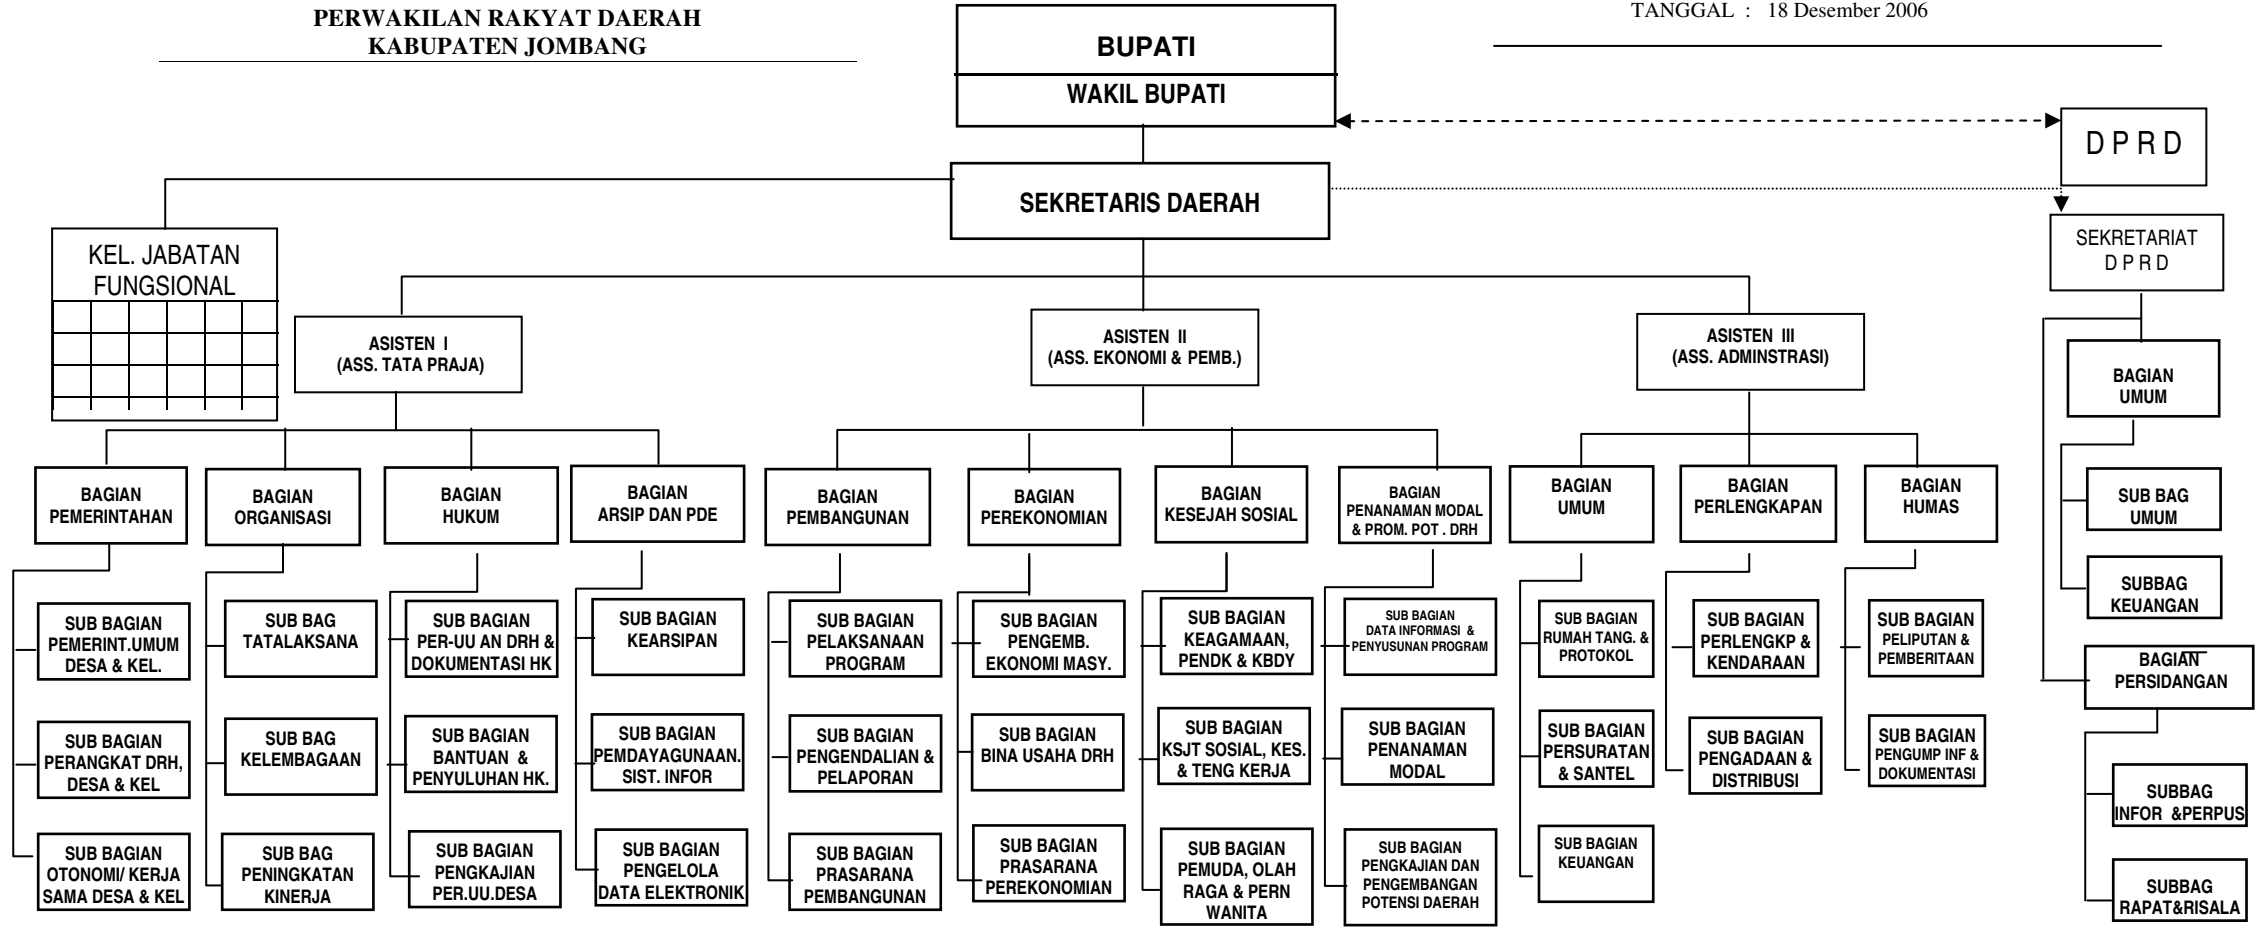 PERWAKILAN RAKYAT DAERAH
KABUPATEN JOMBANG
TANGGAL : 18 Desember 2006
BUPATI
WAKIL BUPATI
D P R D
SEKRETARIS DAERAH
SEKRETARIAT
D P R D
KEL. JABATAN
FUNGSIONAL
ASISTEN I
(ASS. TATA PRAJA)
ASISTEN II
(ASS. EKONOMI & PEMB.)
ASISTEN III
(ASS. ADMINSTRASI)
BAGIAN
UMUM
BAGIAN
PEMERINTAHAN
BAGIAN
ORGANISASI
BAGIAN
HUKUM
BAGIAN
ARSIP DAN PDE
BAGIAN
PEMBANGUNAN
BAGIAN
PEREKONOMIAN
BAGIAN
KESEJAH SOSIAL
BAGIAN
PENANAMAN MODAL
& PROM. POT . DRH
BAGIAN
UMUM
BAGIAN
PERLENGKAPAN
BAGIAN
HUMAS
SUB BAG
UMUM
SUBBAG
KEUANGAN
SUB BAGIAN
PEMERINT.UMUM
DESA & KEL.
SUB BAG
TATALAKSANA
SUB BAGIAN
PER-UU AN DRH &
DOKUMENTASI HK
SUB BAGIAN
KEARSIPAN
SUB BAGIAN
PELAKSANAAN
PROGRAM
SUB BAGIAN
PENGEMB.
EKONOMI MASY.
SUB BAGIAN
KEAGAMAAN,
PENDK & KBDY
SUB BAGIAN
DATA INFORMASI &
PENYUSUNAN PROGRAM
SUB BAGIAN
RUMAH TANG. &
PROTOKOL
SUB BAGIAN
PERLENGKP &
KENDARAAN
SUB BAGIAN
PELIPUTAN &
PEMBERITAAN
BAGIAN
PERSIDANGAN
SUB BAGIAN
PERANGKAT DRH,
DESA & KEL
SUB BAG
KELEMBAGAAN
SUB BAGIAN
BANTUAN &
PENYULUHAN HK.
SUB BAGIAN
PEMDAYAGUNAAN.
SIST. INFOR
SUB BAGIAN
PENGENDALIAN &
PELAPORAN
SUB BAGIAN
BINA USAHA DRH
SUB BAGIAN
KSJT SOSIAL, KES.
& TENG KERJA
SUB BAGIAN
PENANAMAN
MODAL
SUB BAGIAN
PERSURATAN
& SANTEL
SUB BAGIAN
PENGADAAN &
DISTRIBUSI
SUB BAGIAN
PENGUMP INF &
DOKUMENTASI
SUBBAG
INFOR &PERPUS
SUB BAGIAN
OTONOMI/ KERJA
SAMA DESA & KEL
SUB BAG
PENINGKATAN
KINERJA
SUB BAGIAN
PENGKAJIAN
PER.UU.DESA
SUB BAGIAN
PENGELOLA
DATA ELEKTRONIK
SUB BAGIAN
PRASARANA
PEMBANGUNAN
SUB BAGIAN
PRASARANA
PEREKONOMIAN
SUB BAGIAN
PEMUDA, OLAH
RAGA & PERN
WANITA
SUB BAGIAN
PENGKAJIAN DAN
PENGEMBANGAN
POTENSI DAERAH
SUB BAGIAN
KEUANGAN
SUBBAG
RAPAT&RISALA